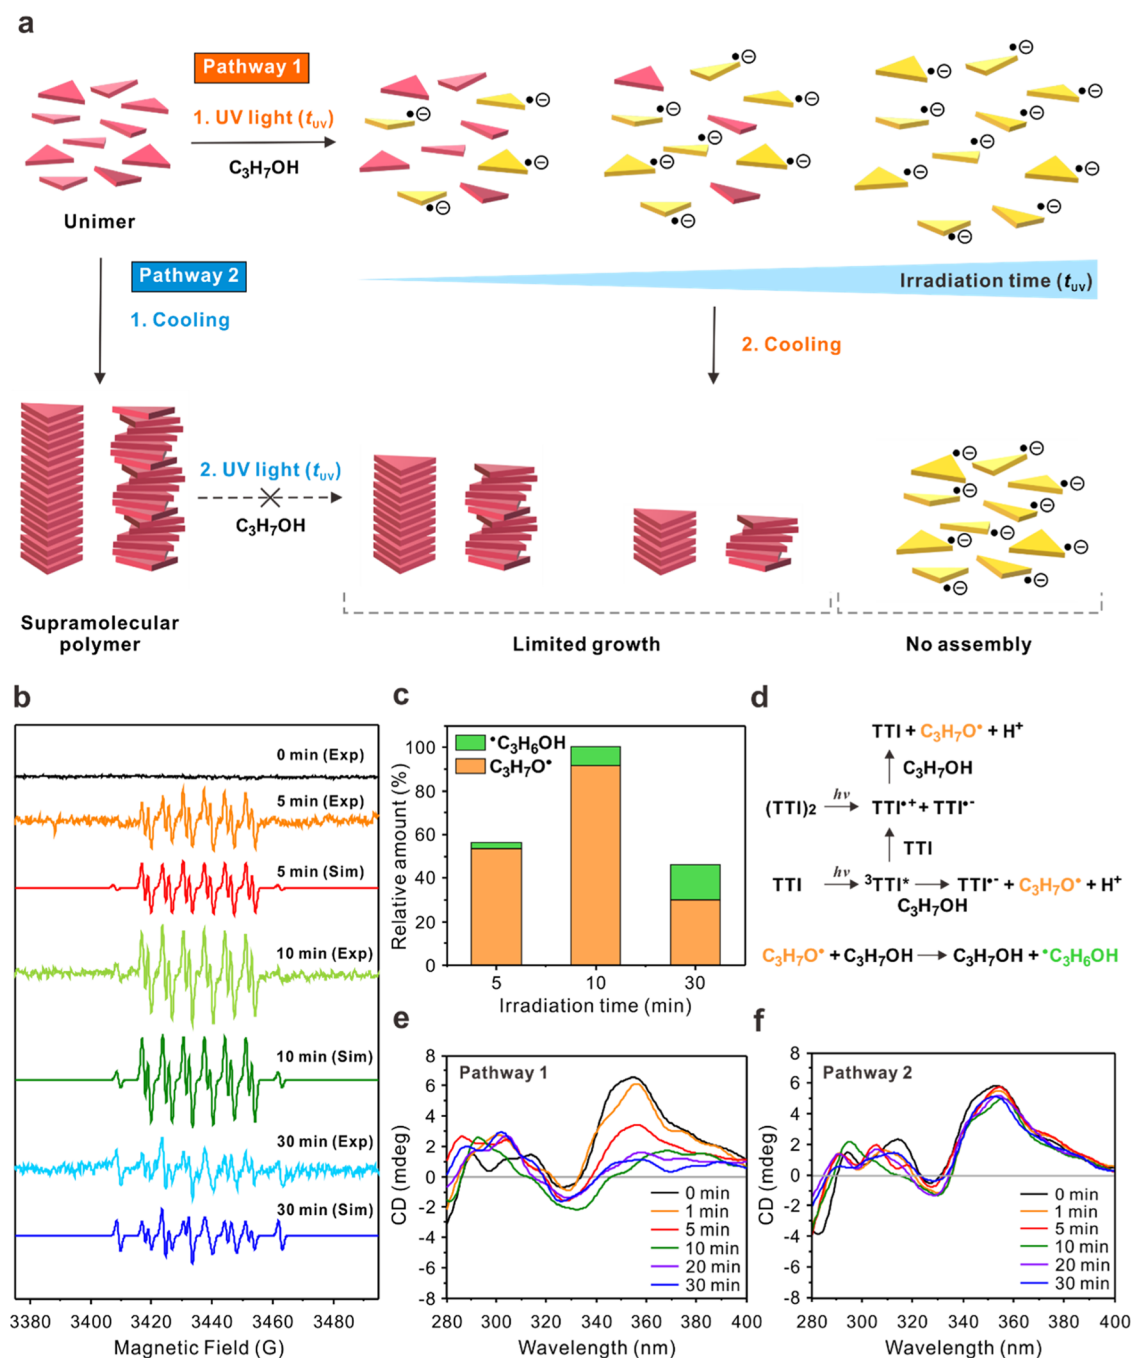 a
Pathway 1
1. UV light (tUV)
C3H7OH
Unimer
Pathway 2
1. Cooling
Irradiation time (tUV)
2. Cooling
2. UV light (tUV)
C3H7OH
Supramolecular
polymer
Limited growth
No assembly
b
0 min (Exp)
5 min (Exp)
5 min (Sim)
10 min (Exp)
10 min (Sim)
30 min (Exp)
30 min (Sim)
3380 3400 3420 3440 3460 3480
Magnetic Field (G)
c
Relative amount (%)
100
80
60
40
20
0
•C3H6OH
C3H7O•
5 10 30
Irradiation time (min)
d
TTI + C3H7O• + H+
C3H7OH
(TTI)2 hν TTI•+ + TTI•-
TTI
TTI hν 3TTI* TTI•- + C3H7O• + H+
C3H7OH
C3H7O• + C3H7OH C3H7OH + •C3H6OH
e
CD (mdeg)
8
6
4
2
0
-2
-4
-6
-8
Pathway 1
0 min
1 min
5 min
10 min
20 min
30 min
280 300 320 340 360 380 400
Wavelength (nm)
f
CD (mdeg)
8
6
4
2
0
-2
-4
-6
-8
Pathway 2
0 min
1 min
5 min
10 min
20 min
30 min
280 300 320 340 360 380 400
Wavelength (nm)